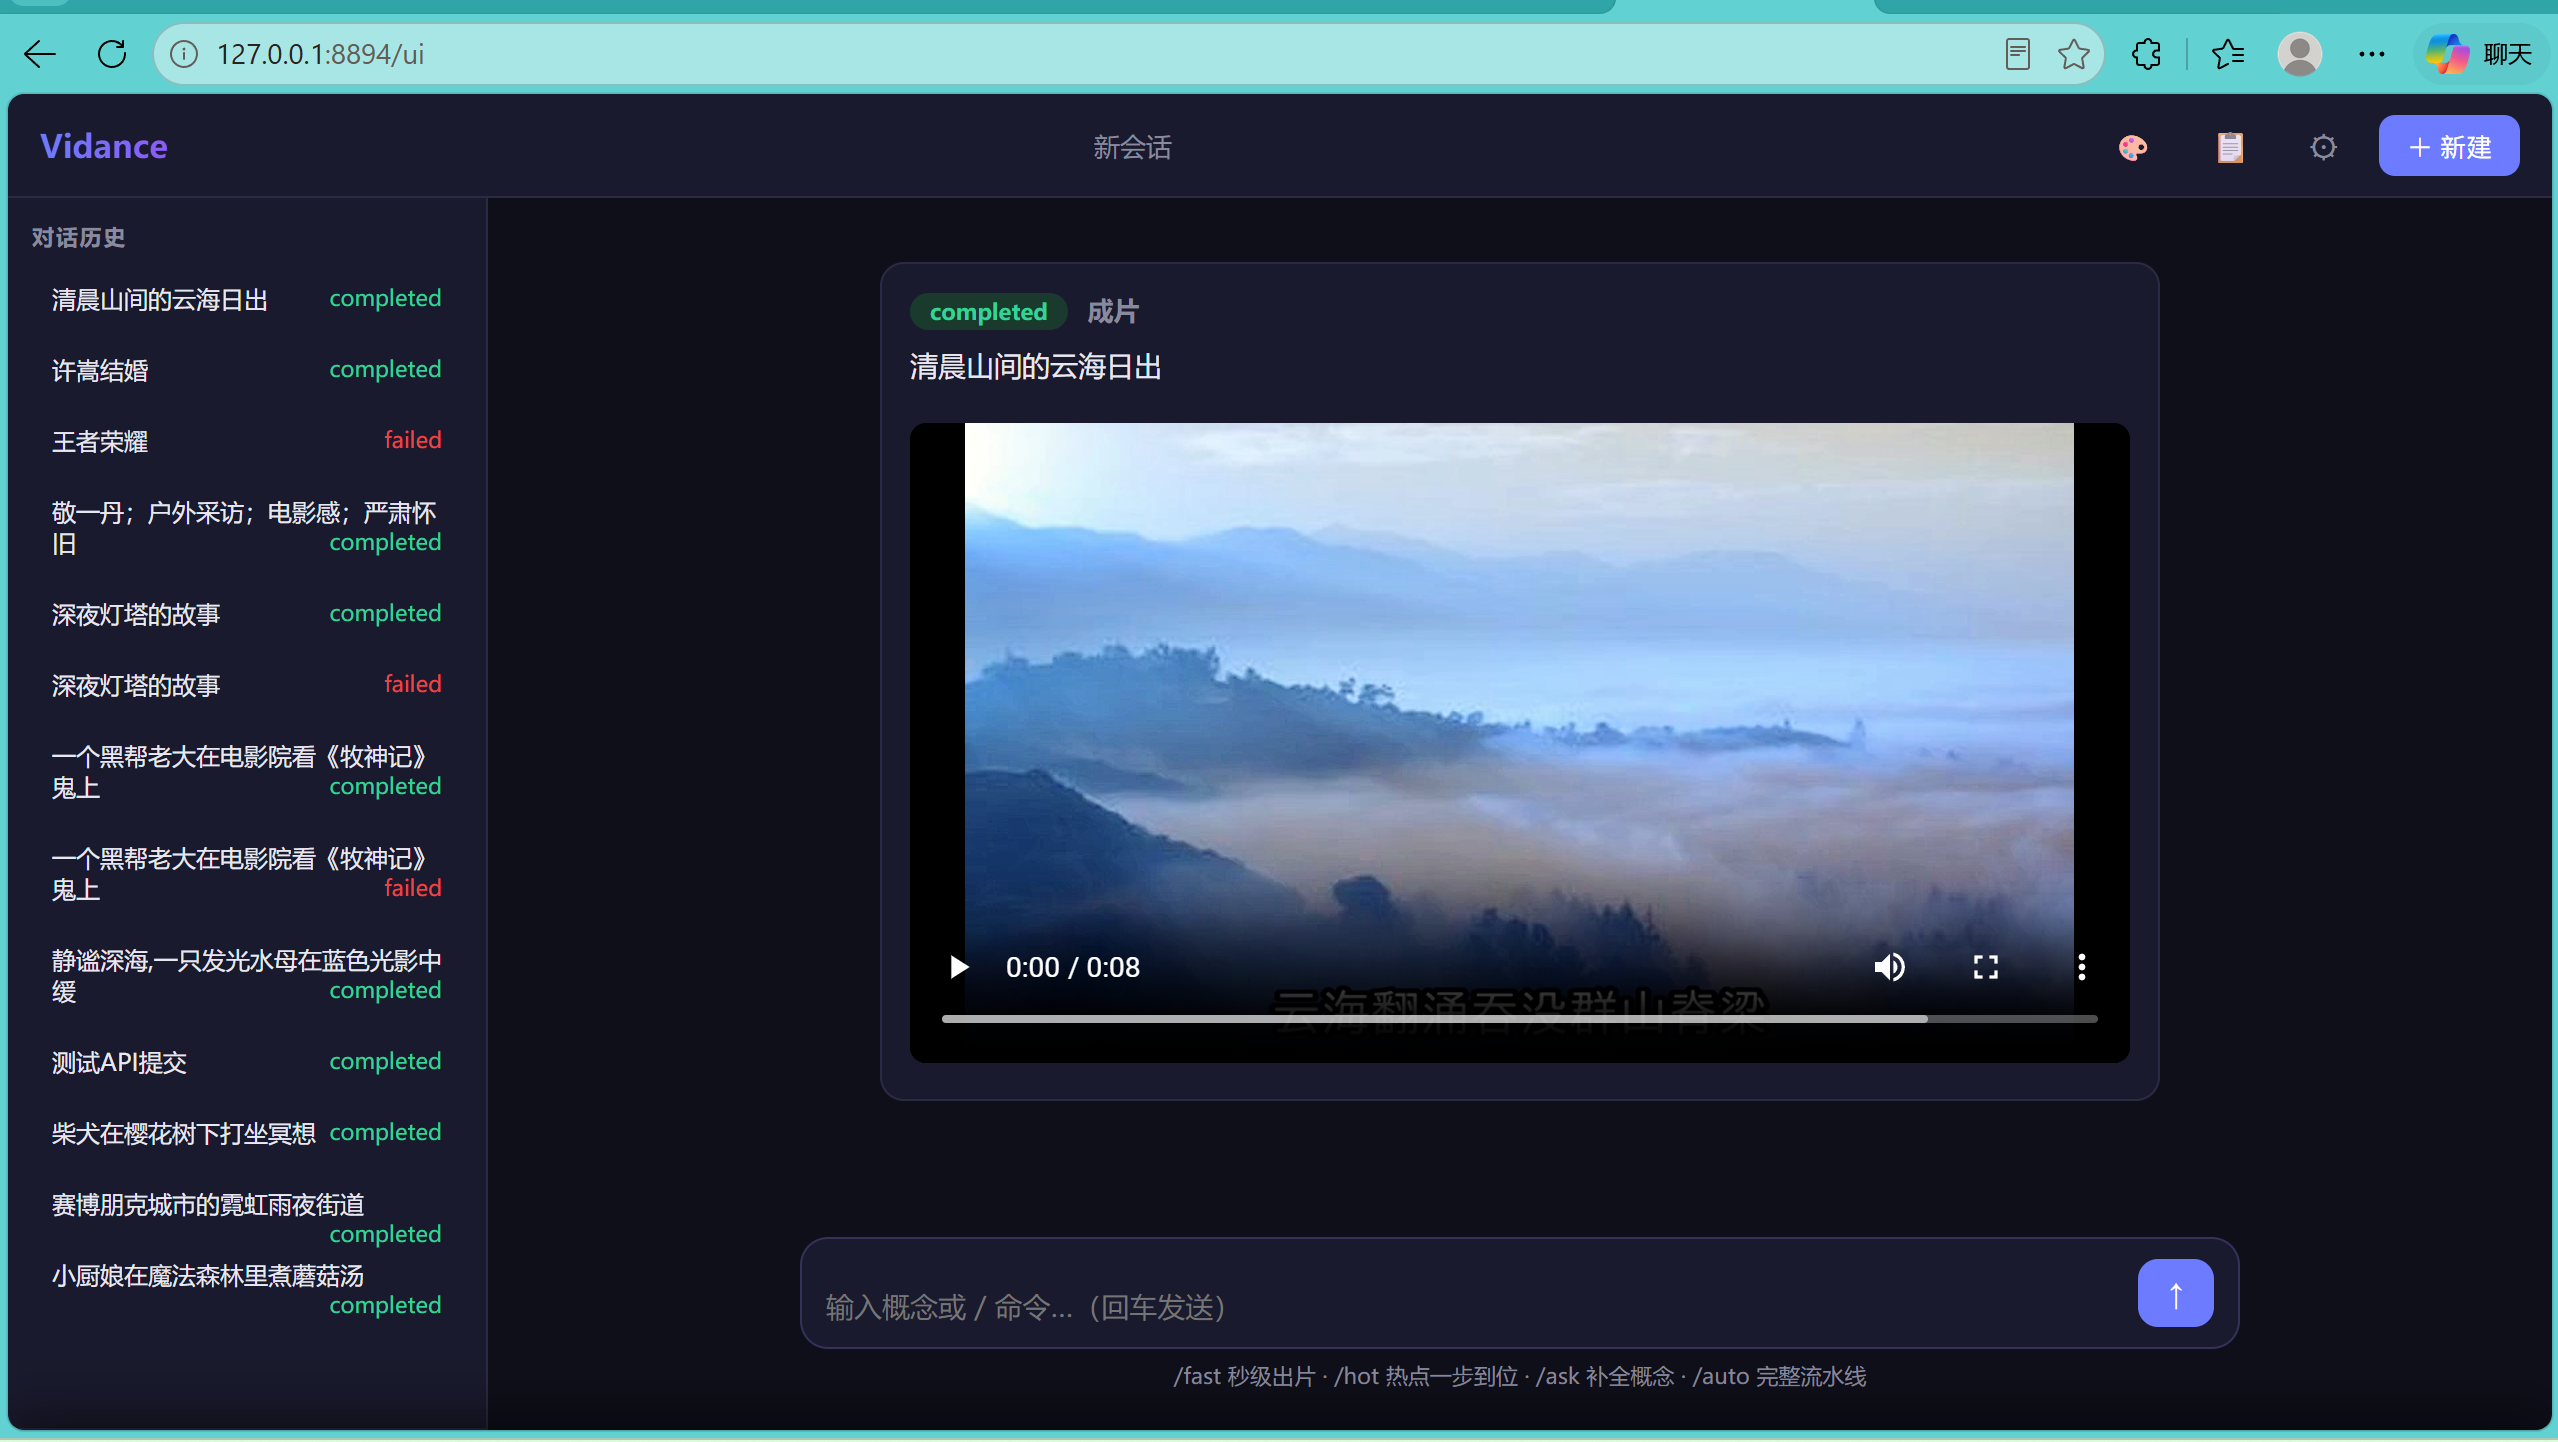 127.0.0.1:8894/ui
聊天
Vidance
新会话
+ 新建
对话历史
清晨山间的云海日出 completed
许嵩结婚 completed
王者荣耀 failed
敬一丹；户外采访；电影感；严肃怀
旧 completed
深夜灯塔的故事 completed
深夜灯塔的故事 failed
一个黑帮老大在电影院看《牧神记》
鬼上 completed
一个黑帮老大在电影院看《牧神记》
鬼上 failed
静谧深海,一只发光水母在蓝色光影中
缓 completed
测试API提交 completed
柴犬在樱花树下打坐冥想 completed
赛博朋克城市的霓虹雨夜街道
completed
小厨娘在魔法森林里煮蘑菇汤
completed
completed 成片
清晨山间的云海日出
0:00 / 0:08
云海翻涌吞没群山脊梁
输入概念或 / 命令...（回车发送）
/fast 秒级出片 · /hot 热点一步到位 · /ask 补全概念 · /auto 完整流水线